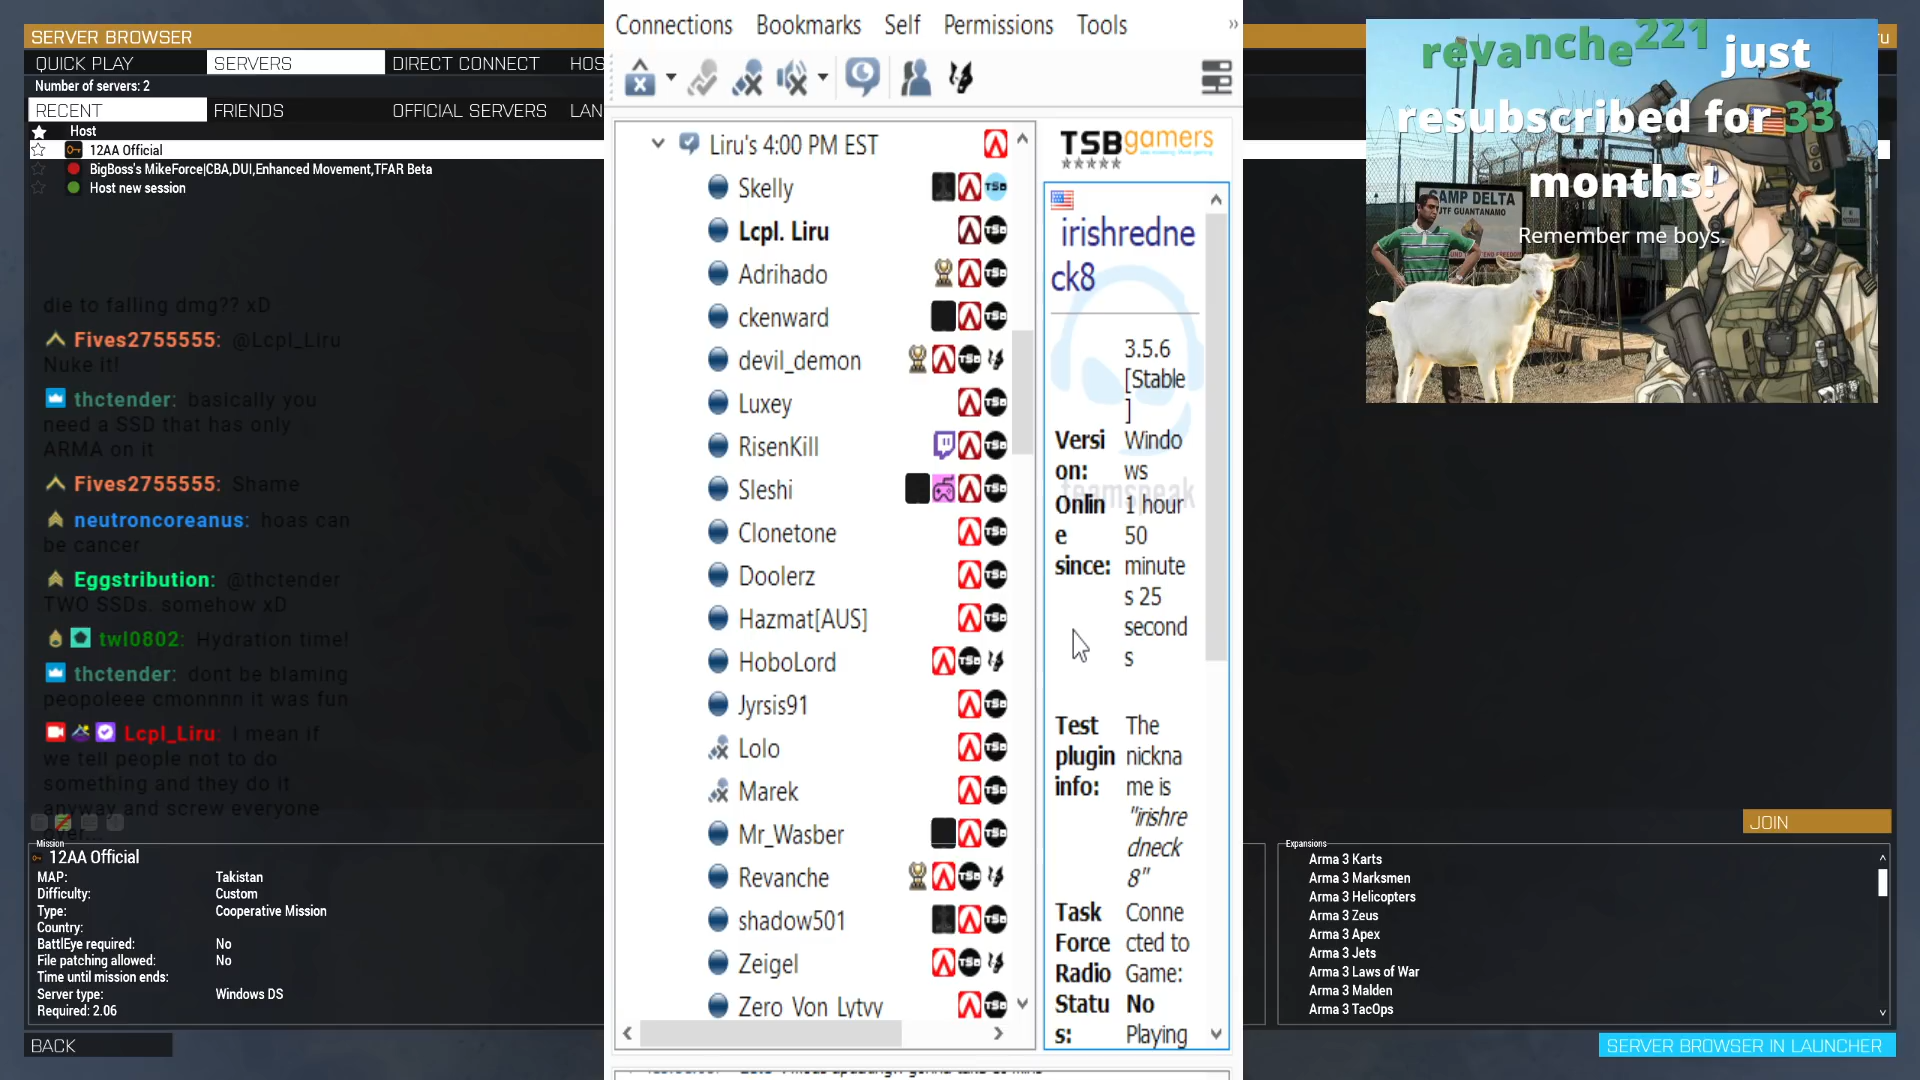 SERVER BROWSER
QUICK PLAY
SERVERS
DIRECT CONNECT
HOS
Number of servers: 2
RECENT
FRIENDS
OFFICIAL SERVERS
LAN
Host
12AA Official
BigBoss's MikeForce|CBA,DUI,Enhanced Movement,TFAR Beta
Host new session
die to falling dmg?? xD
Fives2755555: @Lcpl_Liru
Nuke it!
thctender: basically you
need a SSD that has only
ARMA on it
Fives2755555: Shame
neutroncoreanus: hoas can
be cancer
Eggstribution: @thctender
TWO SSDs. somehow xD
twl0802: Hydration time!
thctender: dont be blaming
peopoleee cmonnnn it was fun
Lcpl_Liru: I mean if
we tell people not to do
something and they do it
anyway and screw everyone
over...
Mission
12AA Official
MAP: Takistan
Difficulty: Custom
Type: Cooperative Mission
Country:
BattlEye required: No
File patching allowed: No
Time until mission ends:
Server type: Windows DS
Required: 2.06
BACK
Connections Bookmarks Self Permissions Tools »
Liru's 4:00 PM EST
Skelly
Lcpl. Liru
Adrihado
ckenward
devil_demon
Luxey
RisenKill
Sleshi
Clonetone
Doolerz
Hazmat[AUS]
HoboLord
Jyrsis91
Lolo
Marek
Mr_Wasber
Revanche
shadow501
Zeigel
Zero Von Lytvv
TSBgamers
irishredne
ck8
3.5.6
[Stable
]
Versi Windo
on: ws
teamspeak
Onlin 1 hour
e 50
since: minute
s 25
second
s
Test The
plugin nickna
info: me is
"irishre
dneck
8"
Task Conne
Force cted to
Radio Game:
Statu No
s: Playing
revanche221 just
resubscribed for 33
months!
Remember me boys.
CAMP DELTA
JTF GUANTANAMO
JOIN
Expansions
Arma 3 Karts
Arma 3 Marksmen
Arma 3 Helicopters
Arma 3 Zeus
Arma 3 Apex
Arma 3 Jets
Arma 3 Laws of War
Arma 3 Malden
Arma 3 TacOps
SERVER BROWSER IN LAUNCHER